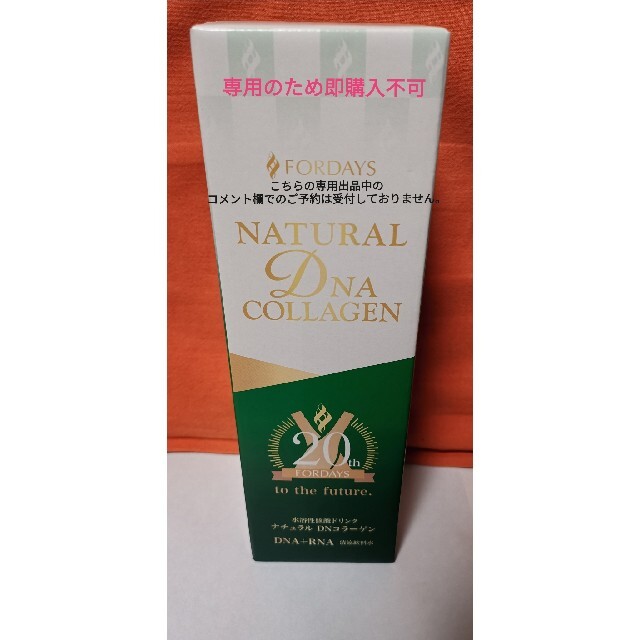 専用のため即購入不可
FORDAYS
こちらの専用出品中の
コメント欄でのご予約は受付しておりません。
NATURAL
DNA
COLLAGEN
20th
FORDAYS
to the future.
水溶性核酸ドリンク
ナチュラル DNコラーゲン
DNA+RNA 清涼飲料水